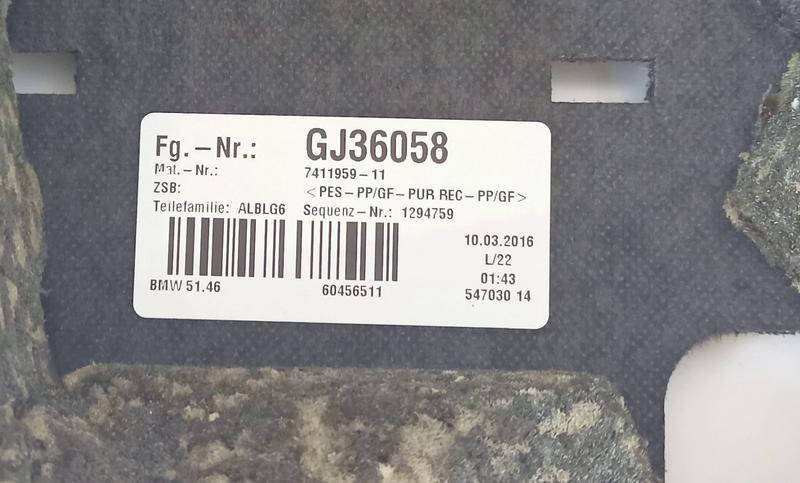 Fg. – Nr.: GJ36058
Mat. – Nr.: 7411959 – 11
ZSB: < PES – PP/GF – PUR REC – PP/GF >
Teilefamilie: ALBLG6 Sequenz – Nr.: 1294759
10.03.2016
L/22
01:43
BMW 51.46 60456511 547030 14